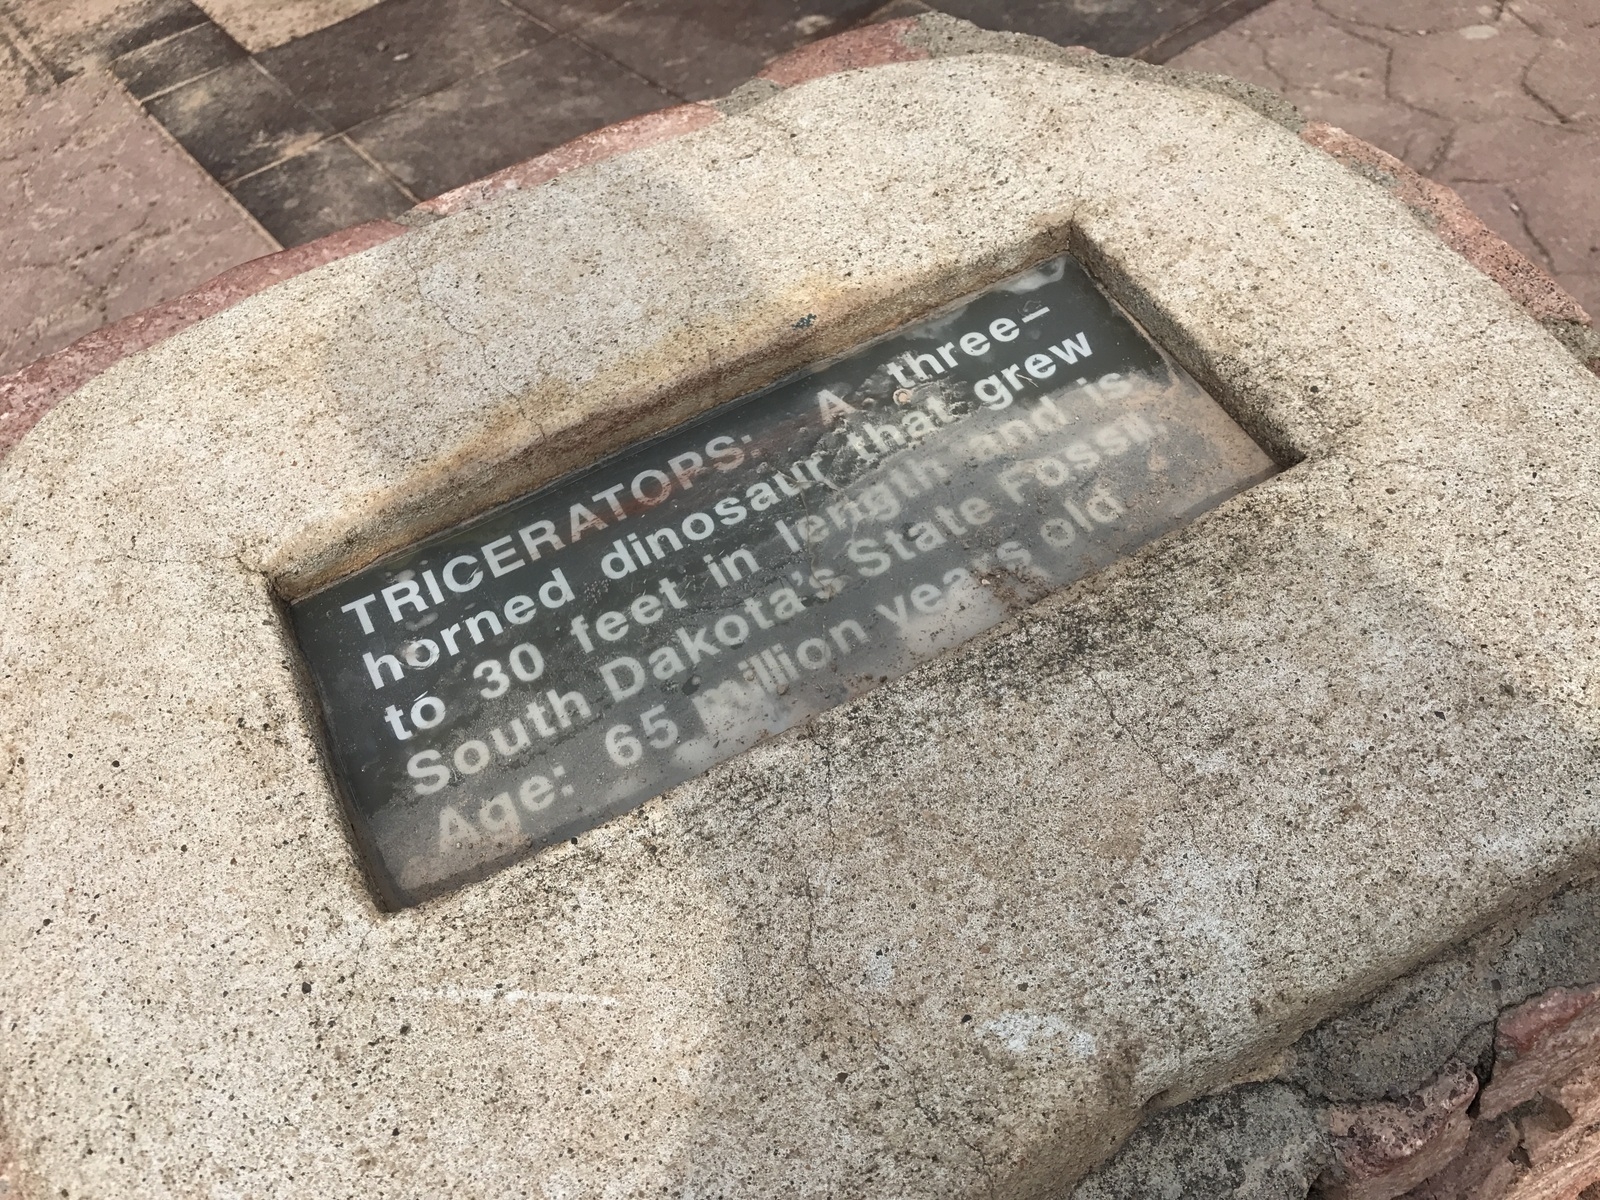 TRICERATOPS: A three-
horned dinosaur that grew
to 30 feet in length and is
South Dakota's State Fossil.
Age: 65 million years old